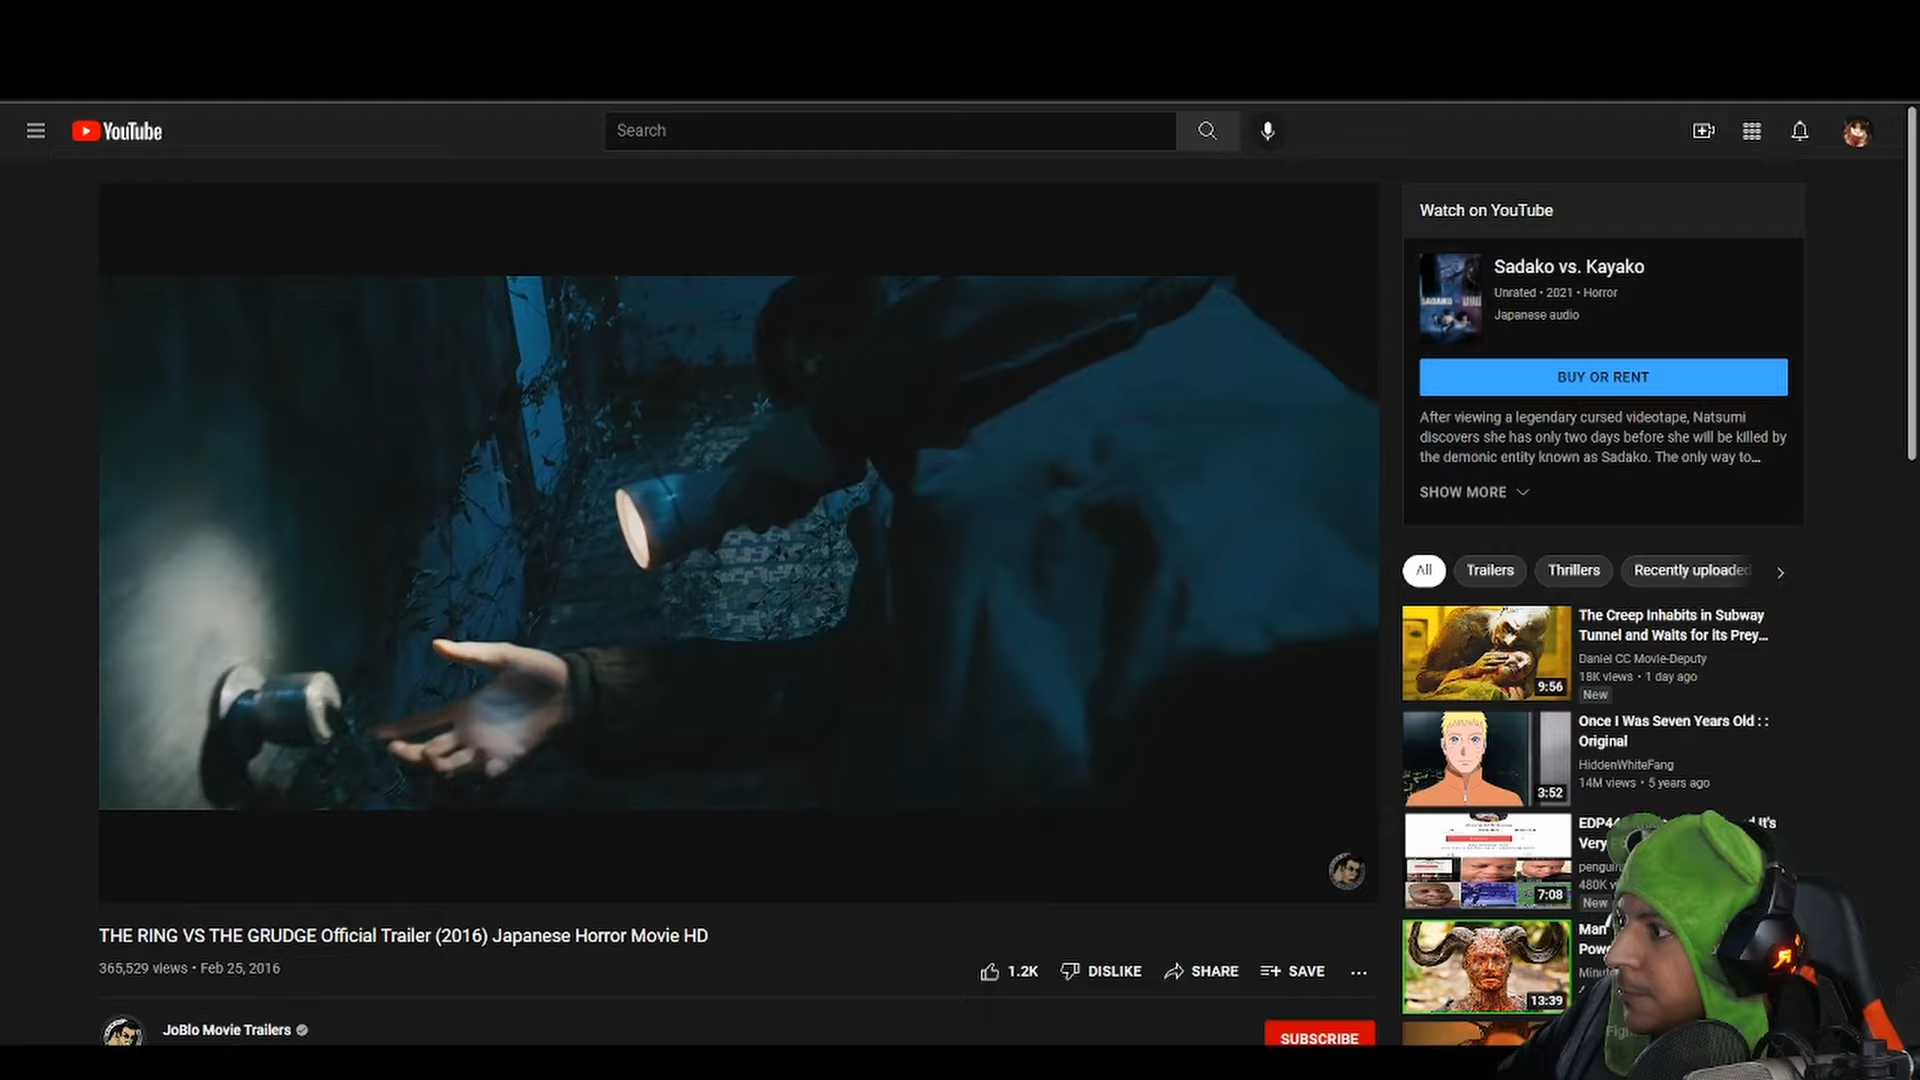 YouTube
Search
Watch on YouTube
Sadako vs. Kayako
Unrated • 2021 • Horror
Japanese audio
BUY OR RENT
After viewing a legendary cursed videotape, Natsumi
discovers she has only two days before she will be killed by
the demonic entity known as Sadako. The only way to...
SHOW MORE
All
Trailers
Thrillers
Recently uploaded
The Creep Inhabits in Subway
Tunnel and Waits for its Prey...
Daniel CC Movie-Deputy
18K views • 1 day ago
New
9:56
Once I Was Seven Years Old : :
Original
HiddenWhiteFang
14M views • 5 years ago
3:52
It's
Very
480K
New
7:08
Man
13:39
THE RING VS THE GRUDGE Official Trailer (2016) Japanese Horror Movie HD
365,529 views • Feb 25, 2016
1.2K
DISLIKE
SHARE
SAVE
JoBlo Movie Trailers
SUBSCRIBE